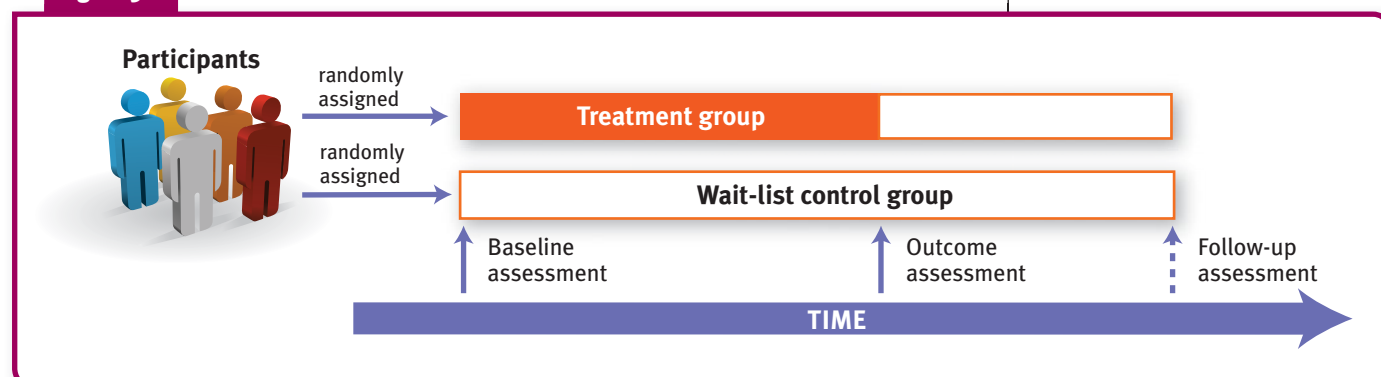 Participants
randomly
assigned
Treatment group
randomly
assigned
Wait-list control group
Baseline
assessment
Outcome
assessment
Follow-up
assessment
TIME